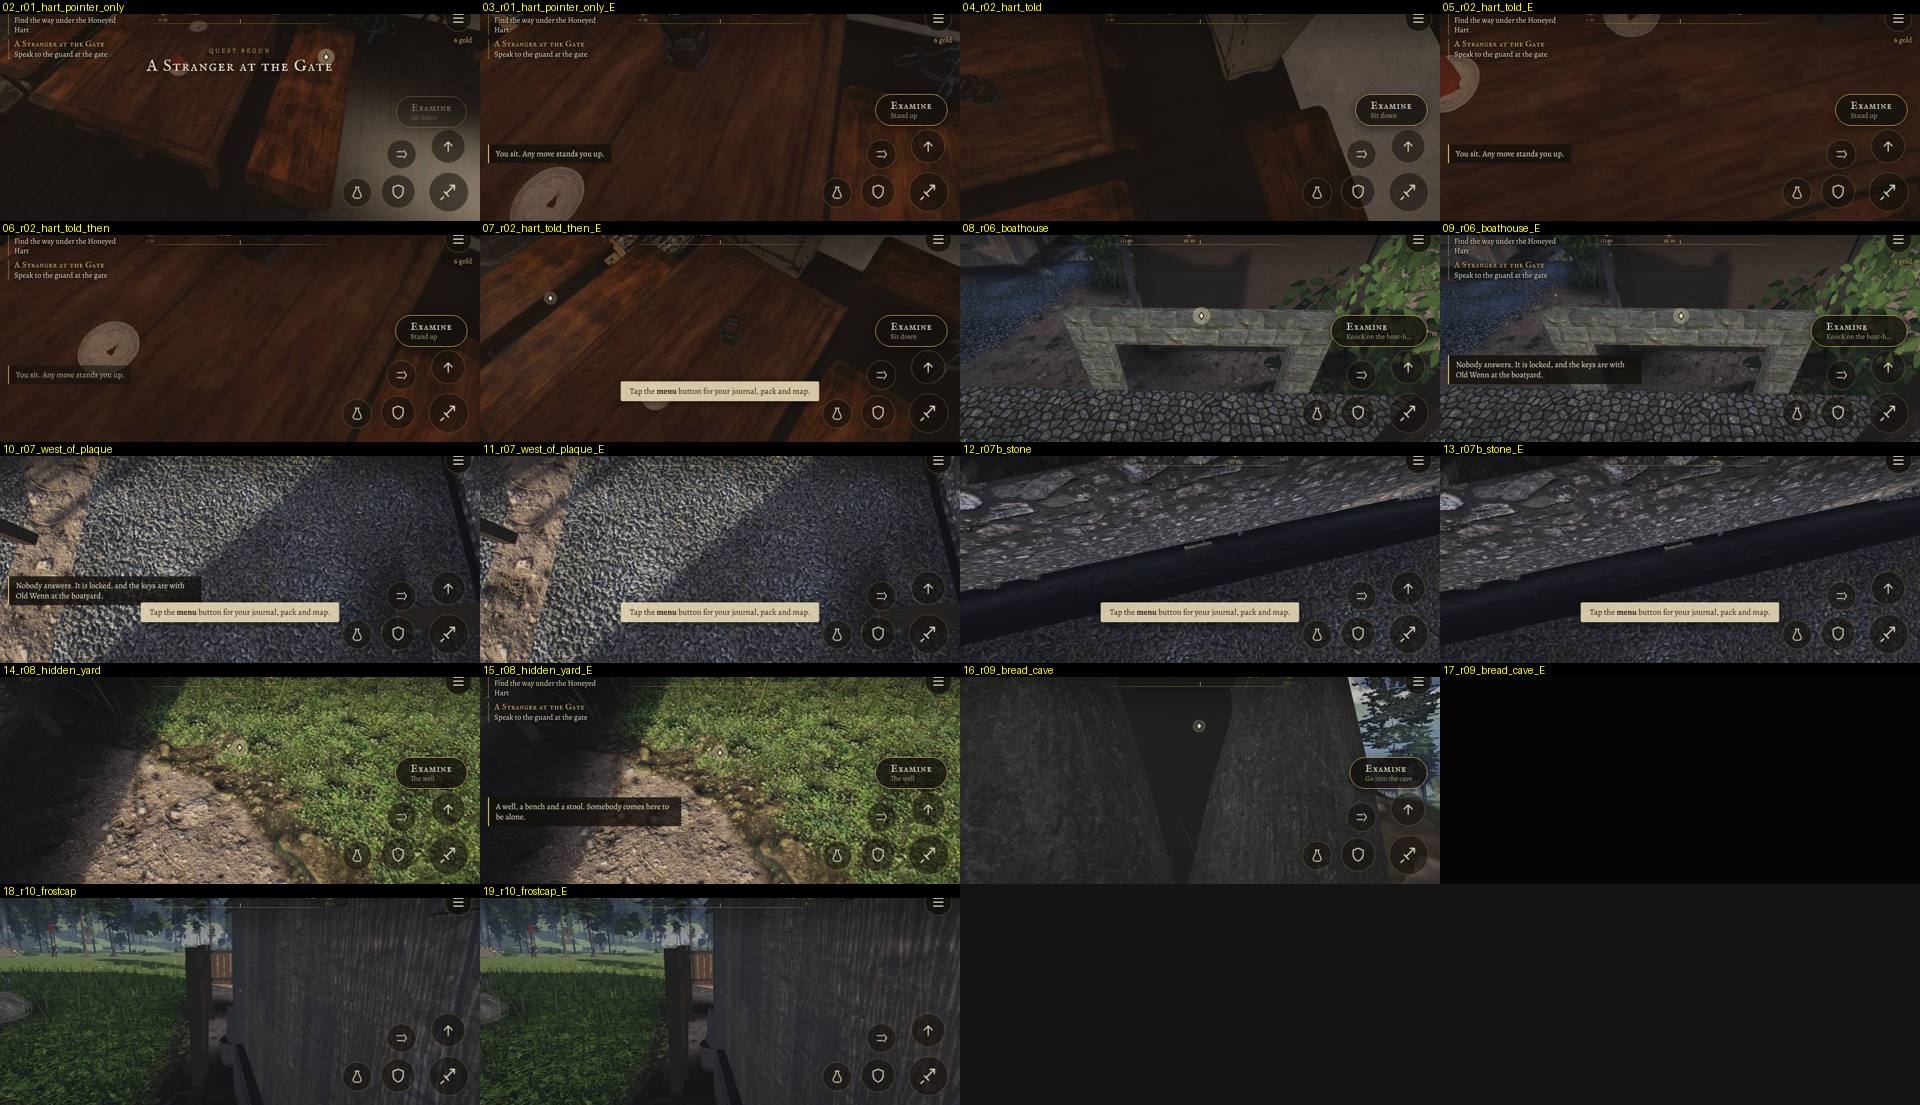 02_r01_hart_pointer_only
Find the way under the Honeyed
Hart
A Stranger at the Gate
Speak to the guard at the gate
QUEST BEGUN
A Stranger at the Gate
6 gold
Examine
Sit down
03_r01_hart_pointer_only_E
Find the way under the Honeyed
Hart
A Stranger at the Gate
Speak to the guard at the gate
6 gold
Examine
Stand up
You sit. Any move stands you up.
04_r02_hart_told
Examine
Sit down
05_r02_hart_told_E
Find the way under the Honeyed
Hart
A Stranger at the Gate
Speak to the guard at the gate
6 gold
Examine
Stand up
You sit. Any move stands you up.
06_r02_hart_told_then
Find the way under the Honeyed
Hart
A Stranger at the Gate
Speak to the guard at the gate
6 gold
Examine
Stand up
You sit. Any move stands you up.
07_r02_hart_told_then_E
Examine
Sit down
Tap the menu button for your journal, pack and map.
08_r06_boathouse
Examine
Knock on the boat-h...
09_r06_boathouse_E
Find the way under the Honeyed
Hart
A Stranger at the Gate
Speak to the guard at the gate
6 gold
Examine
Knock on the boat-h...
Nobody answers. It is locked, and the keys are with
Old Wenn at the boatyard.
10_r07_west_of_plaque
Nobody answers. It is locked, and the keys are with
Old Wenn at the boatyard.
Tap the menu button for your journal, pack and map.
11_r07_west_of_plaque_E
Tap the menu button for your journal, pack and map.
12_r07b_stone
Tap the menu button for your journal, pack and map.
13_r07b_stone_E
Tap the menu button for your journal, pack and map.
14_r08_hidden_yard
Examine
The well
15_r08_hidden_yard_E
Find the way under the Honeyed
Hart
A Stranger at the Gate
Speak to the guard at the gate
Examine
The well
A well, a bench and a stool. Somebody comes here to
be alone.
16_r09_bread_cave
Examine
Go into the cave
17_r09_bread_cave_E
18_r10_frostcap
19_r10_frostcap_E